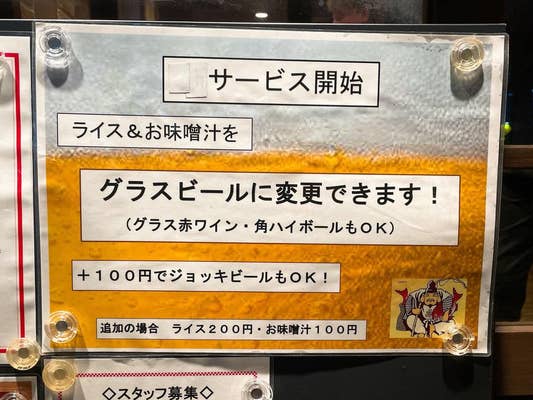 サービス開始
ライス＆お味噌汁を
グラスビールに変更できます！
（グラス赤ワイン・角ハイボールもＯＫ）
＋１００円でジョッキビールもＯＫ！
追加の場合　ライス２００円・お味噌汁１００円
◇スタッフ募集◇